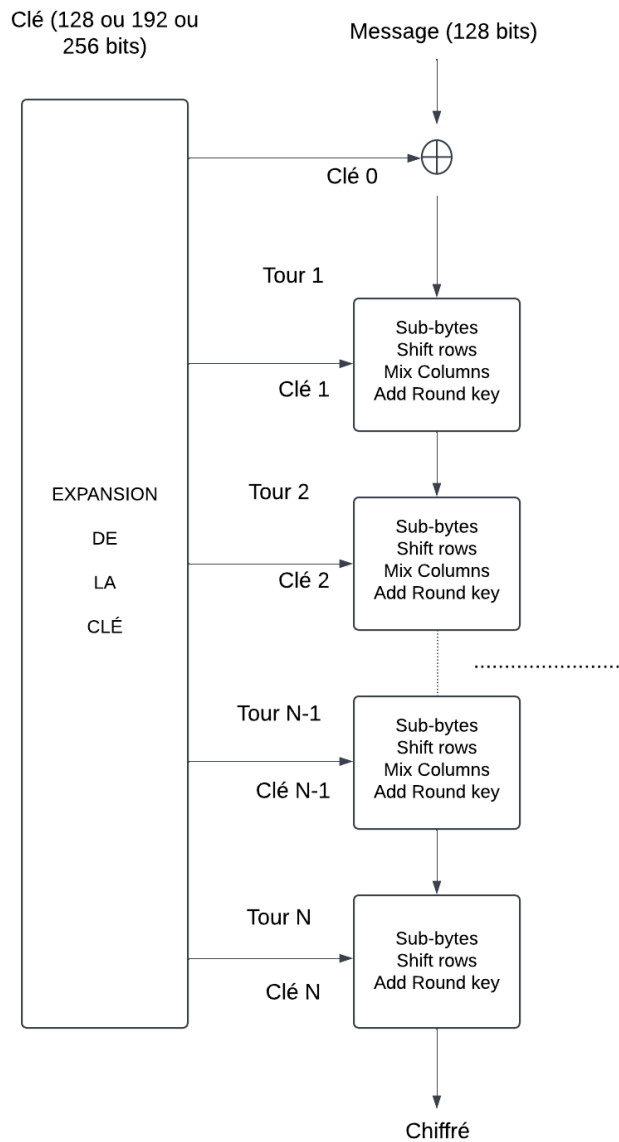 Clé (128 ou 192 ou
256 bits)
Message (128 bits)
Clé 0
Tour 1
Sub-bytes
Shift rows
Mix Columns
Add Round key
Clé 1
EXPANSION
DE
LA
CLÉ
Tour 2
Sub-bytes
Shift rows
Mix Columns
Add Round key
Clé 2
Tour N-1
Sub-bytes
Shift rows
Mix Columns
Add Round key
Clé N-1
Tour N
Sub-bytes
Shift rows
Add Round key
Clé N
Chiffré